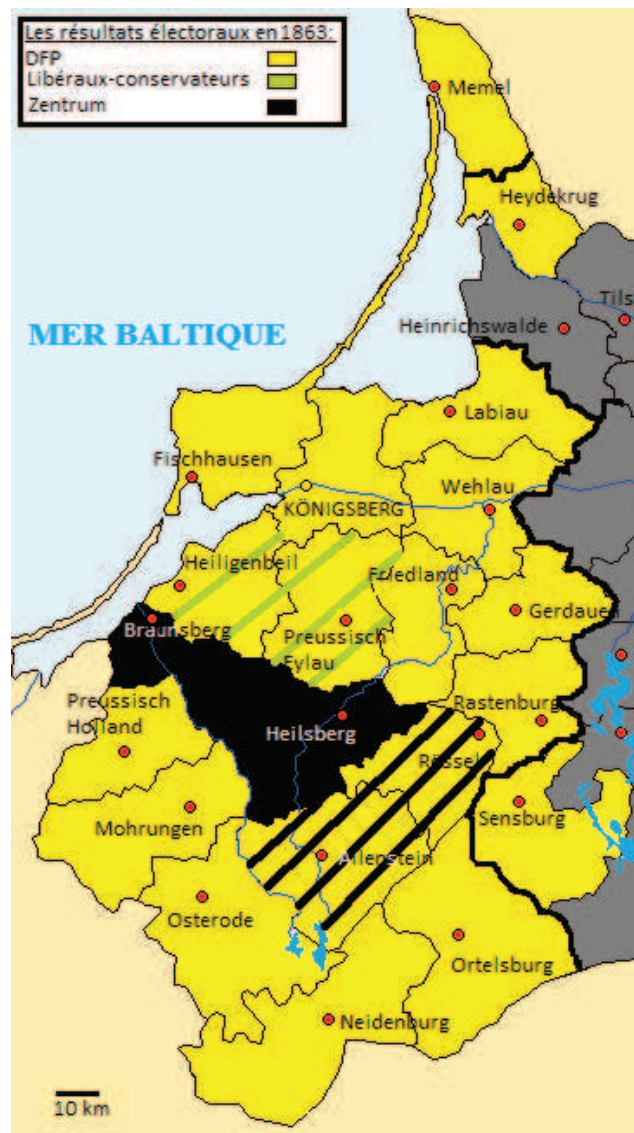 Les résultats électoraux en 1863:
DFP
Libéraux-conservateurs
Zentrum
Memel
Heydekrug
Tils
Heinrichswalde
MER BALTIQUE
Labiau
Fischhausen
Wehlau
KÖNIGSBERG
Heiligenbeil
Friedland
Gerdauen
Braunsberg
Preussisch
Eylau
Preussisch
Holland
Rastenburg
Heilsberg
Rössel
Mohrungen
Sensburg
Allenstein
Osterode
Ortelsburg
Neidenburg
10 km